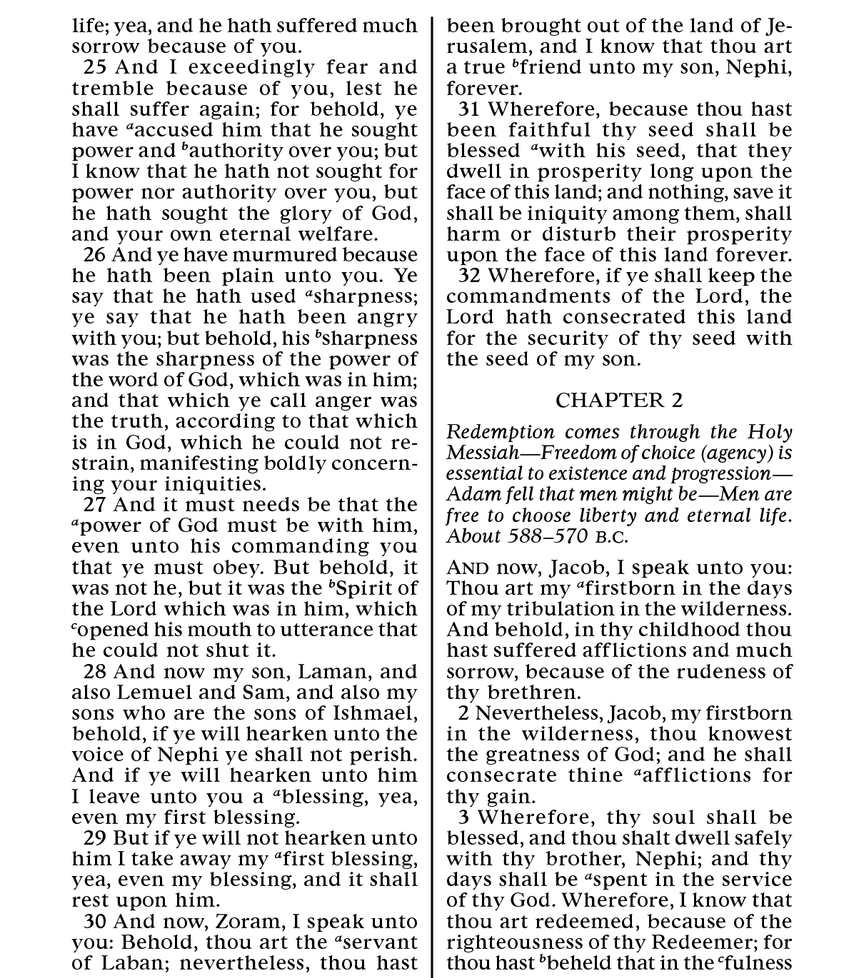 life; yea, and he hath suffered much
sorrow because of you.
25 And I exceedingly fear and
tremble because of you, lest he
shall suffer again; for behold, ye
have ᵃaccused him that he sought
power and ᵇauthority over you; but
I know that he hath not sought for
power nor authority over you, but
he hath sought the glory of God,
and your own eternal welfare.
26 And ye have murmured because
he hath been plain unto you. Ye
say that he hath used ᵃsharpness;
ye say that he hath been angry
with you; but behold, his ᵇsharpness
was the sharpness of the power of
the word of God, which was in him;
and that which ye call anger was
the truth, according to that which
is in God, which he could not re-
strain, manifesting boldly concern-
ing your iniquities.
27 And it must needs be that the
ᵃpower of God must be with him,
even unto his commanding you
that ye must obey. But behold, it
was not he, but it was the ᵇSpirit of
the Lord which was in him, which
ᶜopened his mouth to utterance that
he could not shut it.
28 And now my son, Laman, and
also Lemuel and Sam, and also my
sons who are the sons of Ishmael,
behold, if ye will hearken unto the
voice of Nephi ye shall not perish.
And if ye will hearken unto him
I leave unto you a ᵃblessing, yea,
even my first blessing.
29 But if ye will not hearken unto
him I take away my ᵃfirst blessing,
yea, even my blessing, and it shall
rest upon him.
30 And now, Zoram, I speak unto
you: Behold, thou art the ᵃservant
of Laban; nevertheless, thou hast
been brought out of the land of Je-
rusalem, and I know that thou art
a true ᵇfriend unto my son, Nephi,
forever.
31 Wherefore, because thou hast
been faithful thy seed shall be
blessed ᵃwith his seed, that they
dwell in prosperity long upon the
face of this land; and nothing, save it
shall be iniquity among them, shall
harm or disturb their prosperity
upon the face of this land forever.
32 Wherefore, if ye shall keep the
commandments of the Lord, the
Lord hath consecrated this land
for the security of thy seed with
the seed of my son.
CHAPTER 2
Redemption comes through the Holy
Messiah—Freedom of choice (agency) is
essential to existence and progression—
Adam fell that men might be—Men are
free to choose liberty and eternal life.
About 588–570 B.C.
AND now, Jacob, I speak unto you:
Thou art my ᵃfirstborn in the days
of my tribulation in the wilderness.
And behold, in thy childhood thou
hast suffered afflictions and much
sorrow, because of the rudeness of
thy brethren.
2 Nevertheless, Jacob, my firstborn
in the wilderness, thou knowest
the greatness of God; and he shall
consecrate thine ᵃafflictions for
thy gain.
3 Wherefore, thy soul shall be
blessed, and thou shalt dwell safely
with thy brother, Nephi; and thy
days shall be ᵃspent in the service
of thy God. Wherefore, I know that
thou art redeemed, because of the
righteousness of thy Redeemer; for
thou hast ᵇbeheld that in the ᶜfulness